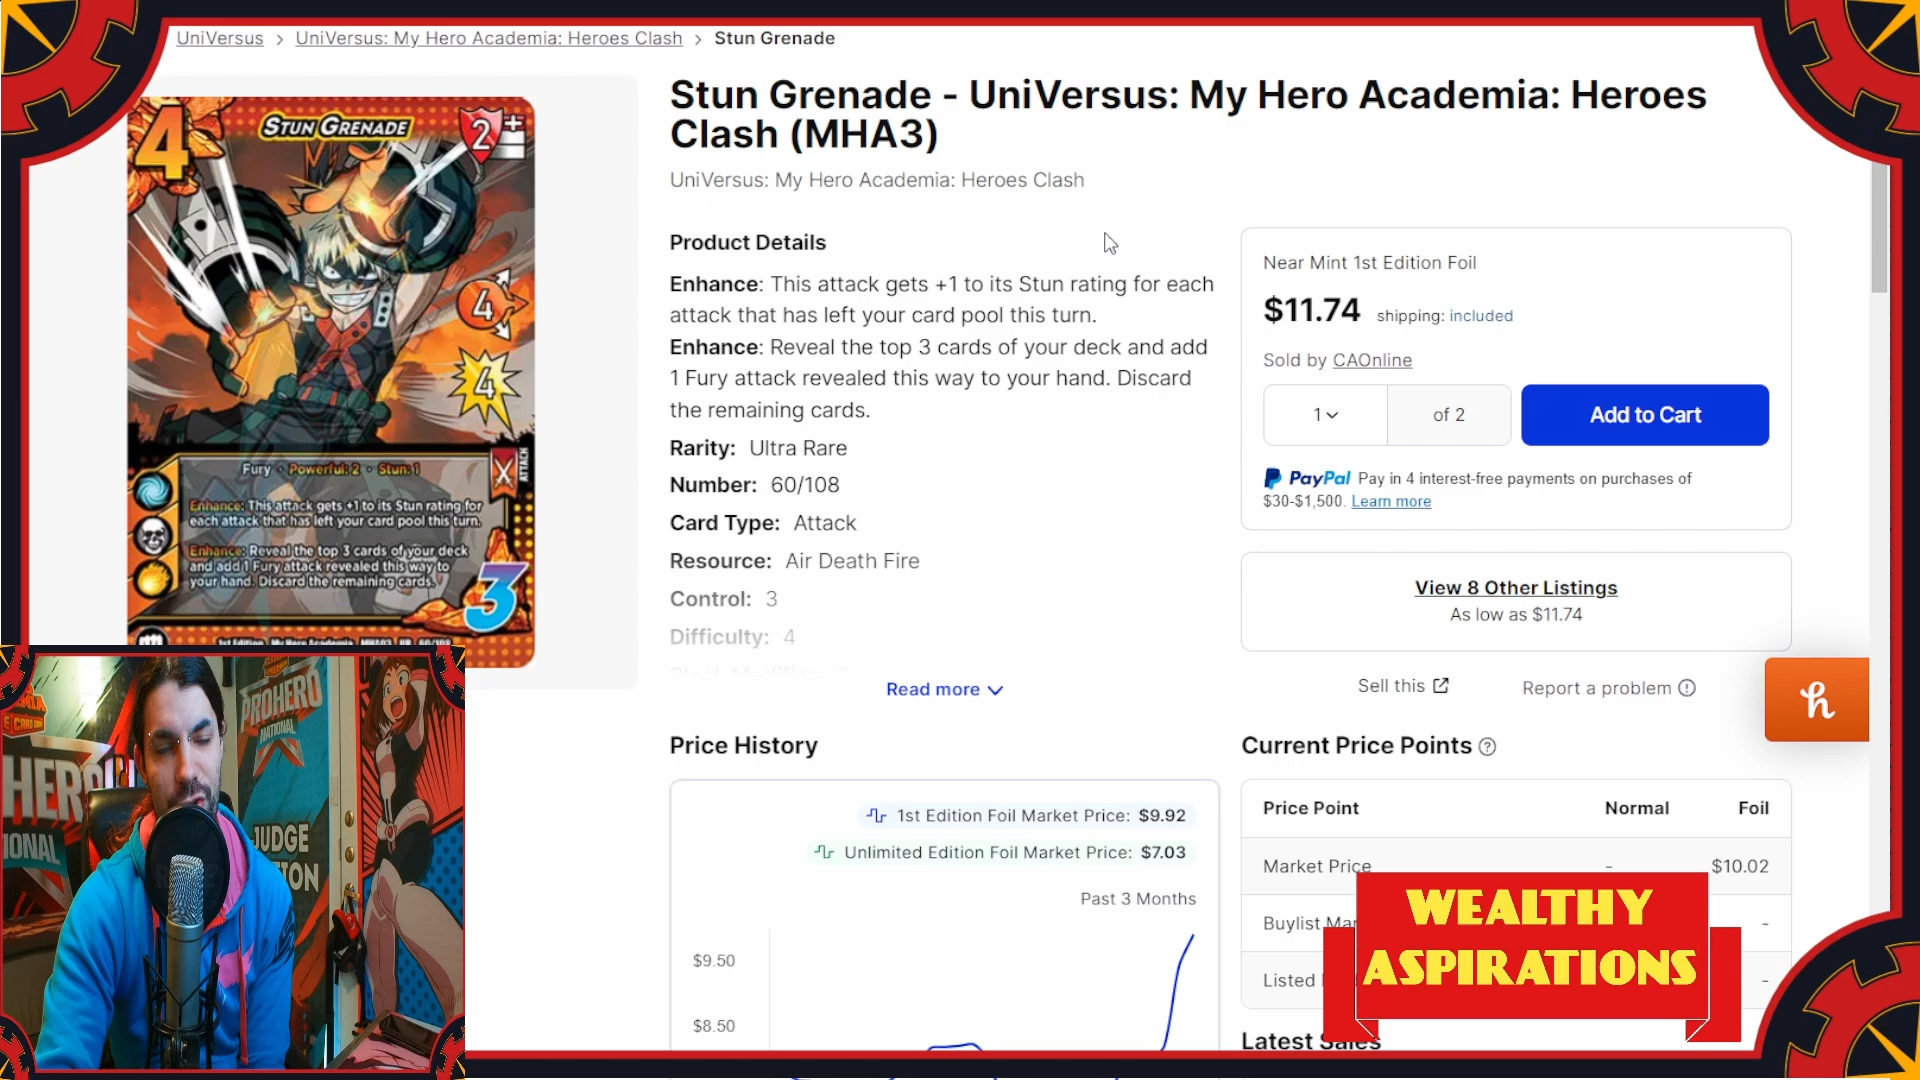 UniVersus > UniVersus: My Hero Academia: Heroes Clash > Stun Grenade
4
STUN GRENADE
2 +
4
4
ATTACK
Fury • Powerful: 2 • Stun: 1
Enhance: This attack gets +1 to its Stun rating for
each attack that has left your card pool this turn.
Enhance: Reveal the top 3 cards of your deck
and add 1 Fury attack revealed this way to
your hand. Discard the remaining cards.
3
Stun Grenade - UniVersus: My Hero Academia: Heroes
Clash (MHA3)
UniVersus: My Hero Academia: Heroes Clash
Product Details
Enhance: This attack gets +1 to its Stun rating for each
attack that has left your card pool this turn.
Enhance: Reveal the top 3 cards of your deck and add
1 Fury attack revealed this way to your hand. Discard
the remaining cards.
Rarity: Ultra Rare
Number: 60/108
Card Type: Attack
Resource: Air Death Fire
Control: 3
Difficulty: 4
Read more
Near Mint 1st Edition Foil
$11.74 shipping: included
Sold by CAOnline
1 of 2 Add to Cart
PayPal Pay in 4 interest-free payments on purchases of
$30-$1,500. Learn more
View 8 Other Listings
As low as $11.74
Sell this Report a problem
h
Price History
1st Edition Foil Market Price: $9.92
Unlimited Edition Foil Market Price: $7.03
Past 3 Months
$9.50
$8.50
Current Price Points
Price Point Normal Foil
Market Price - $10.02
Buylist -
Listed -
Latest Sales
WEALTHY
ASPIRATIONS
PROHERO
NATIONAL
JUDGE